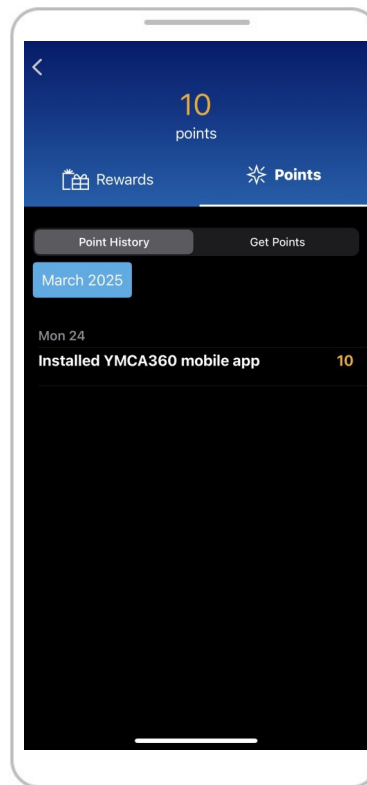 10
points
Rewards
Points
Point History
Get Points
March 2025
Mon 24
Installed YMCA360 mobile app 10